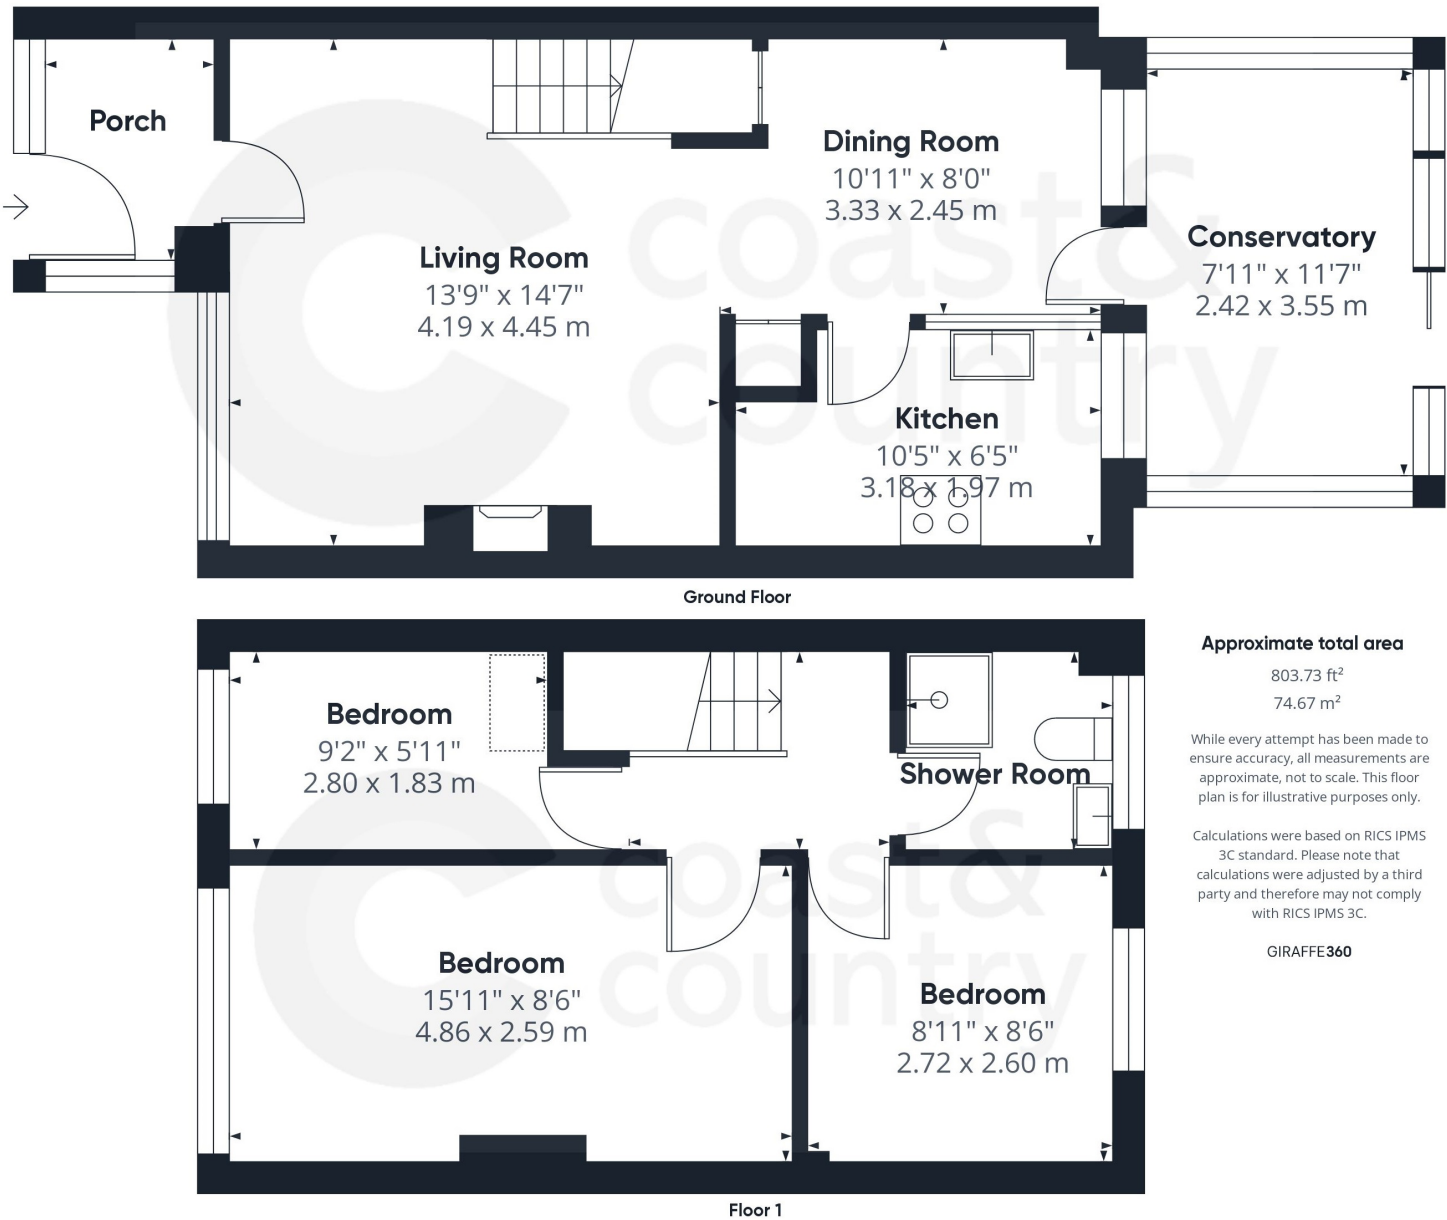 Porch
Dining Room
10'11" x 8'0"
3.33 x 2.45 m
Conservatory
7'11" x 11'7"
2.42 x 3.55 m
Living Room
13'9" x 14'7"
4.19 x 4.45 m
Kitchen
10'5" x 6'5"
3.18 x 1.97 m
coast&
country
Ground Floor
Approximate total area
803.73 ft²
74.67 m²
While every attempt has been made to
ensure accuracy, all measurements are
approximate, not to scale. This floor
plan is for illustrative purposes only.
Calculations were based on RICS IPMS
3C standard. Please note that
calculations were adjusted by a third
party and therefore may not comply
with RICS IPMS 3C.
GIRAFFE360
Bedroom
9'2" x 5'11"
2.80 x 1.83 m
Shower Room
coast&
country
Bedroom
15'11" x 8'6"
4.86 x 2.59 m
Bedroom
8'11" x 8'6"
2.72 x 2.60 m
Floor 1